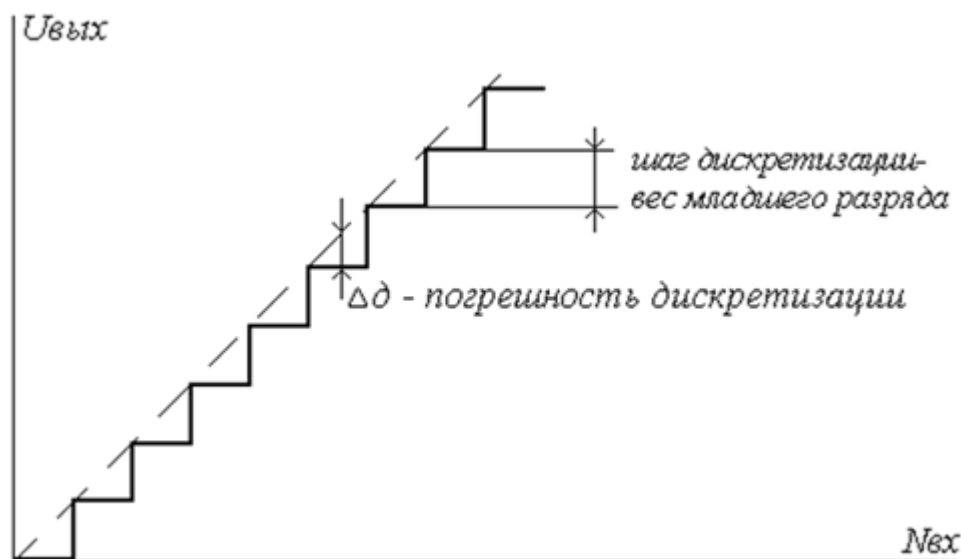 Uвых
шаг дискретизации-
вес младшего разряда
Δд - погрешность дискретизации
Nвх